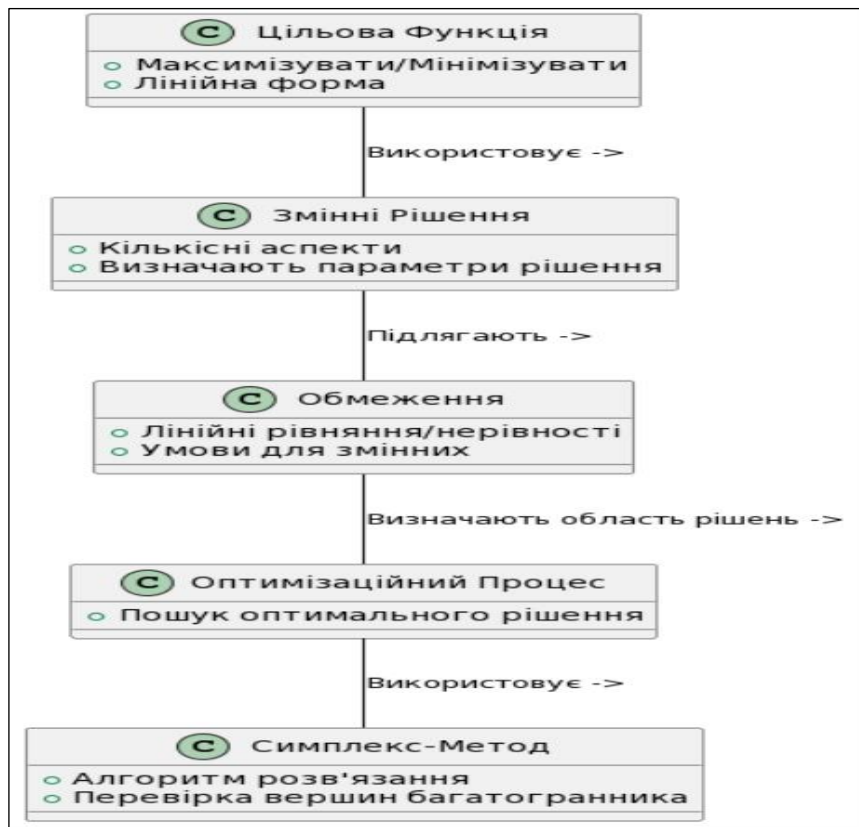 C Цільова Функція
Максимізувати/Мінімізувати
Лінійна форма
Використовує ->
C Змінні Рішення
Кількісні аспекти
Визначають параметри рішення
Підлягають ->
C Обмеження
Лінійні рівняння/нерівності
Умови для змінних
Визначають область рішень ->
C Оптимізаційний Процес
Пошук оптимального рішення
Використовує ->
C Симплекс-Метод
Алгоритм розв'язання
Перевірка вершин багатогранника